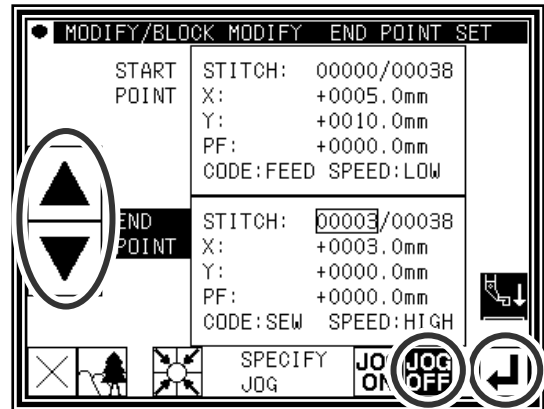 MODIFY/BLOCK MODIFY END POINT SET
START POINT
STITCH: 00000/00038
X: +0005.0mm
Y: +0010.0mm
PF: +0000.0mm
CODE:FEED SPEED:LOW
END POINT
STITCH: 00003/00038
X: +0003.0mm
Y: +0000.0mm
PF: +0000.0mm
CODE:SEW SPEED:HIGH
SPECIFY JOG
JOG ON
JOG OFF